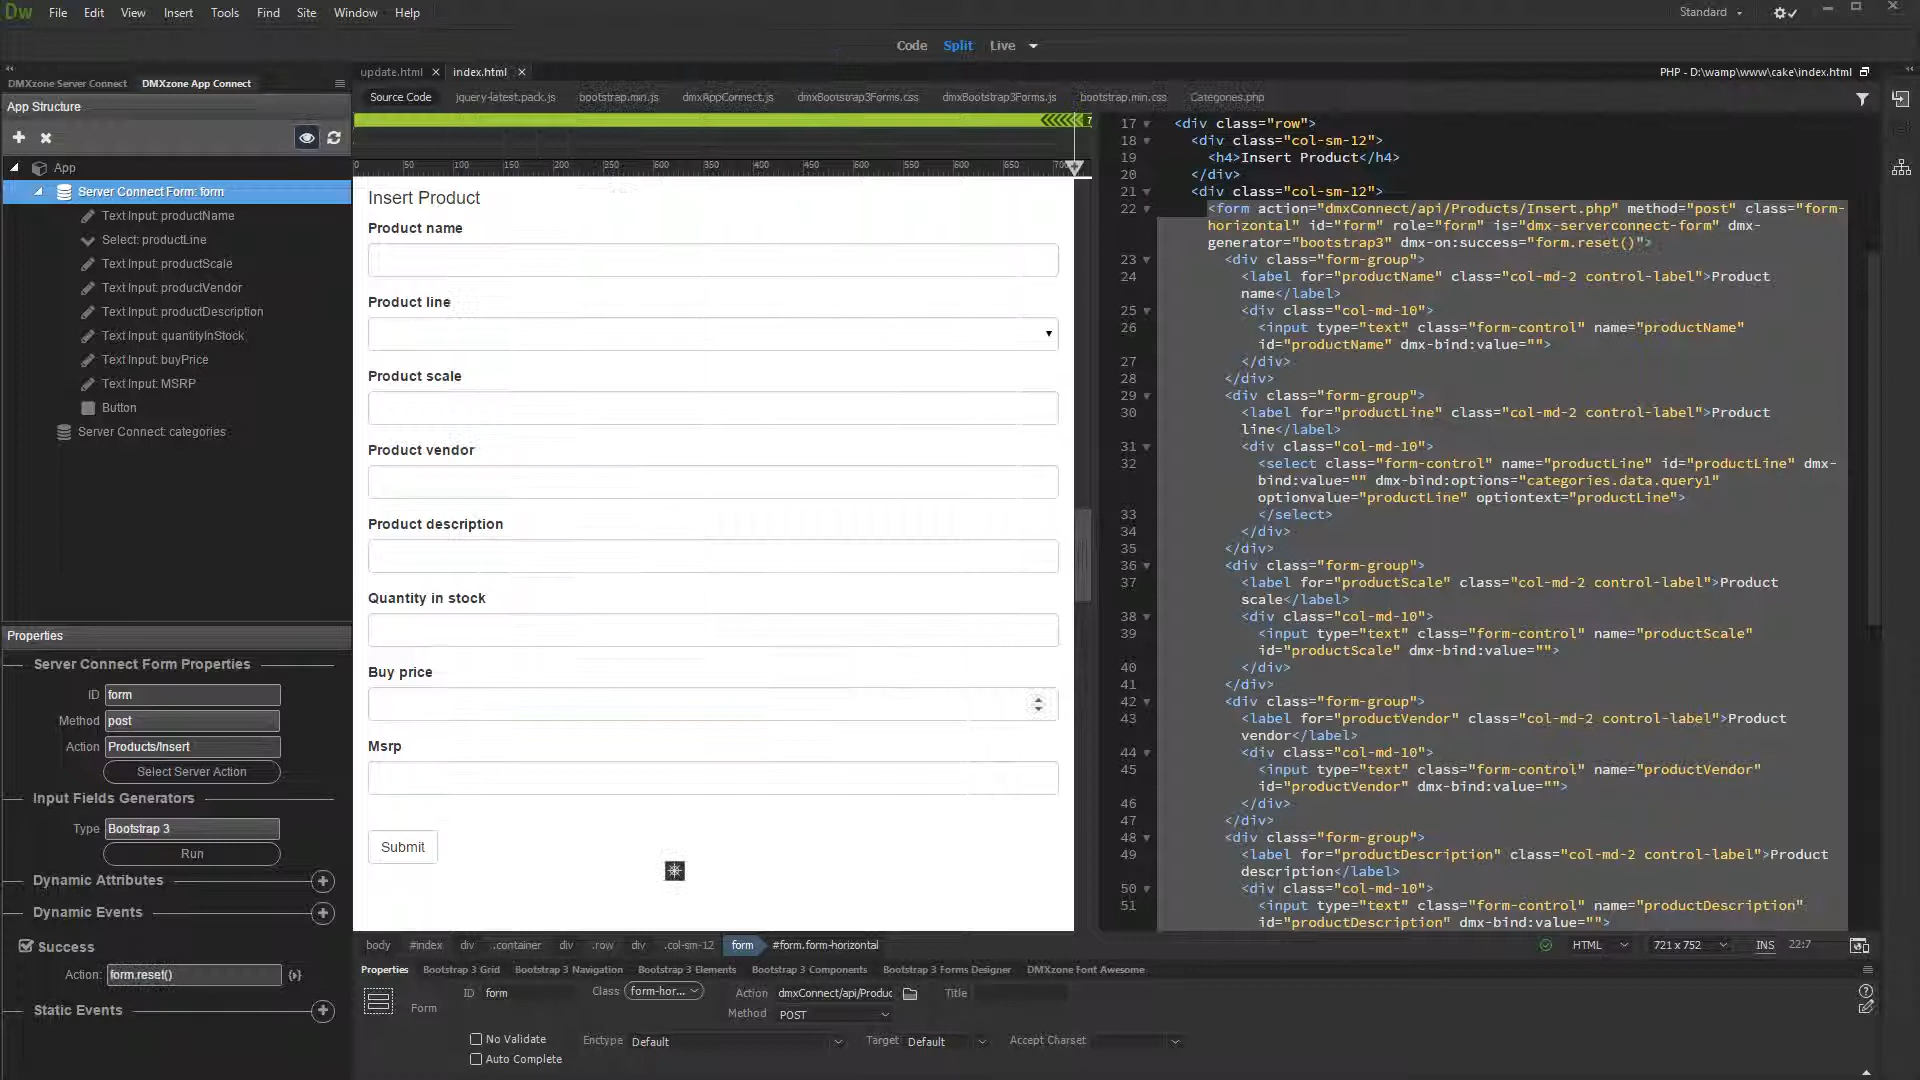 Dw File Edit View Insert Tools Find Site Window Help
Standard
Code Split Live
DMXzone Server Connect DMXzone App Connect
App Structure
App
Server Connect Form: form
Text Input: productName
Select: productLine
Text Input: productScale
Text Input: productVendor
Text Input: productDescription
Text Input: quantityInStock
Text Input: buyPrice
Text Input: MSRP
Button
Server Connect: categories
Properties
Server Connect Form Properties
ID form
Method post
Action Products/Insert
Select Server Action
Input Fields Generators
Type Bootstrap 3
Run
Dynamic Attributes
Dynamic Events
Success
Action: form.reset()
Static Events
update.html index.html
PHP - D:\wamp\www\cake\index.html
Source Code jquery-latest.pack.js bootstrap.min.js dmxAppConnect.js dmxBootstrap3Forms.css dmxBootstrap3Forms.js bootstrap.min.css Categories.php
7
0 50 100 150 200 250 300 350 400 450 500 550 600 650 700
Insert Product
Product name
Product line
Product scale
Product vendor
Product description
Quantity in stock
Buy price
Msrp
Submit
17 <div class="row">
18 <div class="col-sm-12">
19 <h4>Insert Product</h4>
20 </div>
21 <div class="col-sm-12">
22 <form action="dmxConnect/api/Products/Insert.php" method="post" class="form-
horizontal" id="form" role="form" is="dmx-serverconnect-form" dmx-
generator="bootstrap3" dmx-on:success="form.reset()">
23 <div class="form-group">
24 <label for="productName" class="col-md-2 control-label">Product
name</label>
25 <div class="col-md-10">
26 <input type="text" class="form-control" name="productName"
id="productName" dmx-bind:value="">
27 </div>
28 </div>
29 <div class="form-group">
30 <label for="productLine" class="col-md-2 control-label">Product
line</label>
31 <div class="col-md-10">
32 <select class="form-control" name="productLine" id="productLine" dmx-
bind:value="" dmx-bind:options="categories.data.query1"
optionvalue="productLine" optiontext="productLine">
33 </select>
34 </div>
35 </div>
36 <div class="form-group">
37 <label for="productScale" class="col-md-2 control-label">Product
scale</label>
38 <div class="col-md-10">
39 <input type="text" class="form-control" name="productScale"
id="productScale" dmx-bind:value="">
40 </div>
41 </div>
42 <div class="form-group">
43 <label for="productVendor" class="col-md-2 control-label">Product
vendor</label>
44 <div class="col-md-10">
45 <input type="text" class="form-control" name="productVendor"
id="productVendor" dmx-bind:value="">
46 </div>
47 </div>
48 <div class="form-group">
49 <label for="productDescription" class="col-md-2 control-label">Product
description</label>
50 <div class="col-md-10">
51 <input type="text" class="form-control" name="productDescription"
id="productDescription" dmx-bind:value="">
body #index div .container div .row div .col-sm-12 form #form.form-horizontal
HTML 721 x 752 INS 22:7
Properties Bootstrap 3 Grid Bootstrap 3 Navigation Bootstrap 3 Elements Bootstrap 3 Components Bootstrap 3 Forms Designer DMXzone Font Awesome
Form
ID form Class form-hor... Action dmxConnect/api/Produc Title
Method POST
No Validate Enctype Default Target Default Accept Charset
Auto Complete